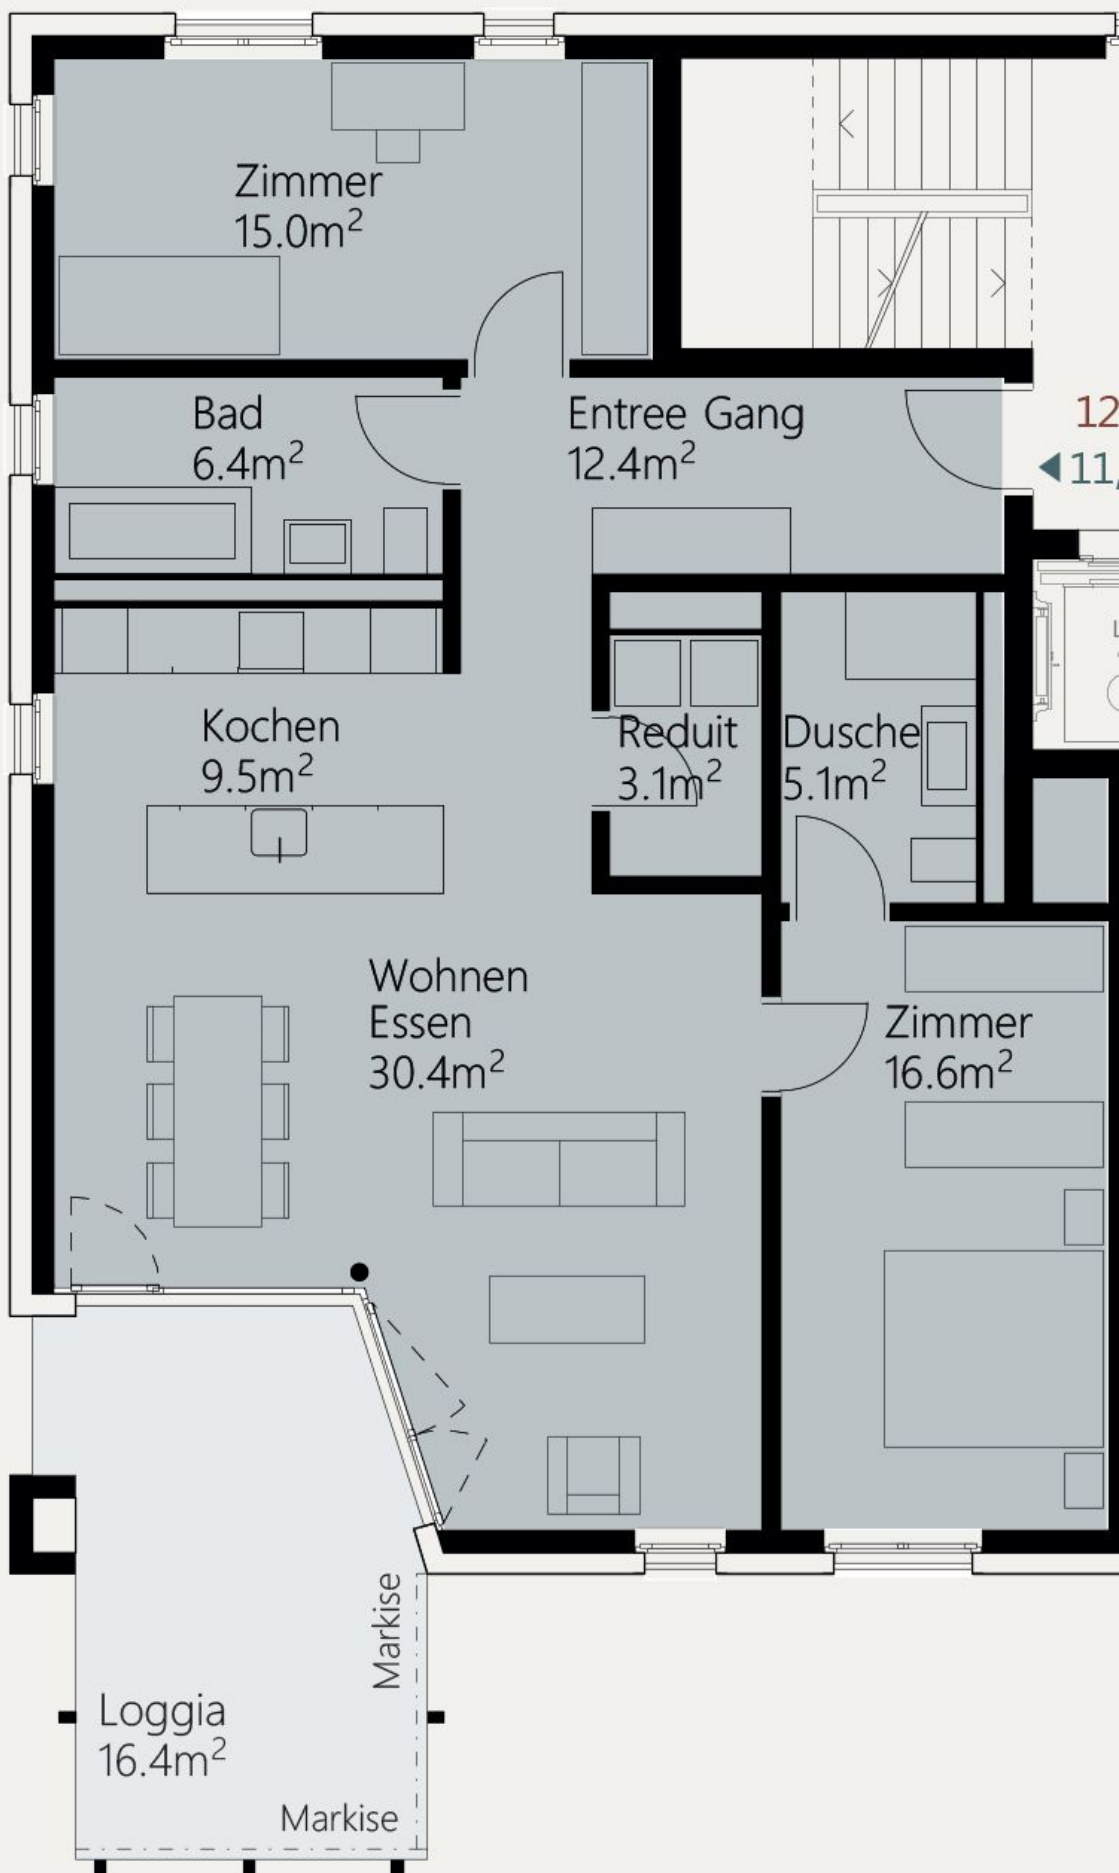 Zimmer
15.0m²
Bad
6.4m²
Entree Gang
12.4m²
12
◀11,
Kochen
9.5m²
Reduit
3.1m²
Dusche
5.1m²
Wohnen
Essen
30.4m²
Zimmer
16.6m²
Markise
Loggia
16.4m²
Markise